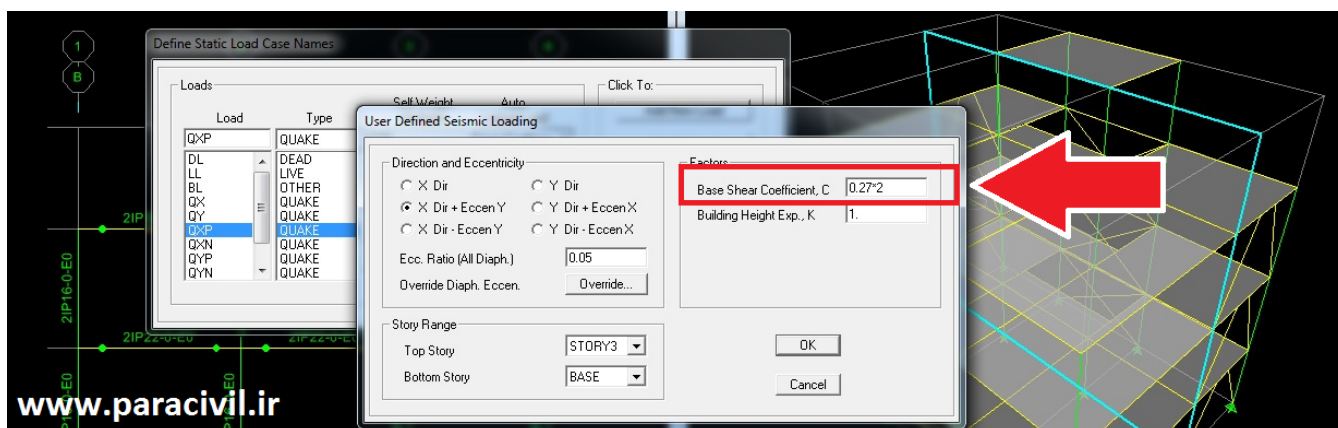 1
B
2IP
2IP16-0-E0
2IP22-0-E0
2IP22-0-E
Define Static Load Case Names
Loads
Click To:
Self Weight
Auto
Load
Type
QXP
QUAKE
DL
DEAD
LL
LIVE
BL
OTHER
QX
QUAKE
QY
QUAKE
QXP
QUAKE
QXN
QUAKE
QYP
QUAKE
QYN
QUAKE
User Defined Seismic Loading
Direction and Eccentricity
X Dir
Y Dir
X Dir + Eccen Y
Y Dir + Eccen X
X Dir - Eccen Y
Y Dir - Eccen X
Ecc. Ratio (All Diaph.)
0.05
Override Diaph. Eccen.
Override...
Story Range
Top Story
STORY3
Bottom Story
BASE
Factors
Base Shear Coefficient, C
0.27*2
Building Height Exp., K
1.
OK
Cancel
www.paracivil.ir